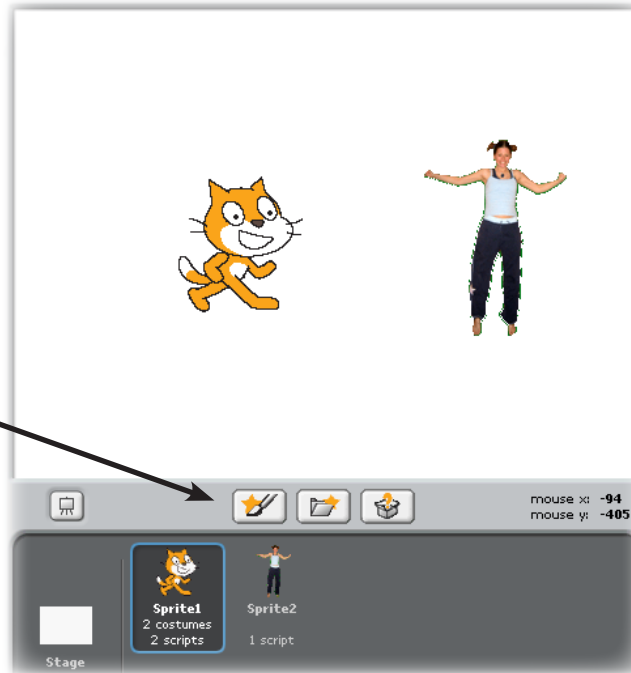 mouse x: -94
mouse y: -405
Sprite1
2 costumes
2 scripts
Sprite2
1 script
Stage